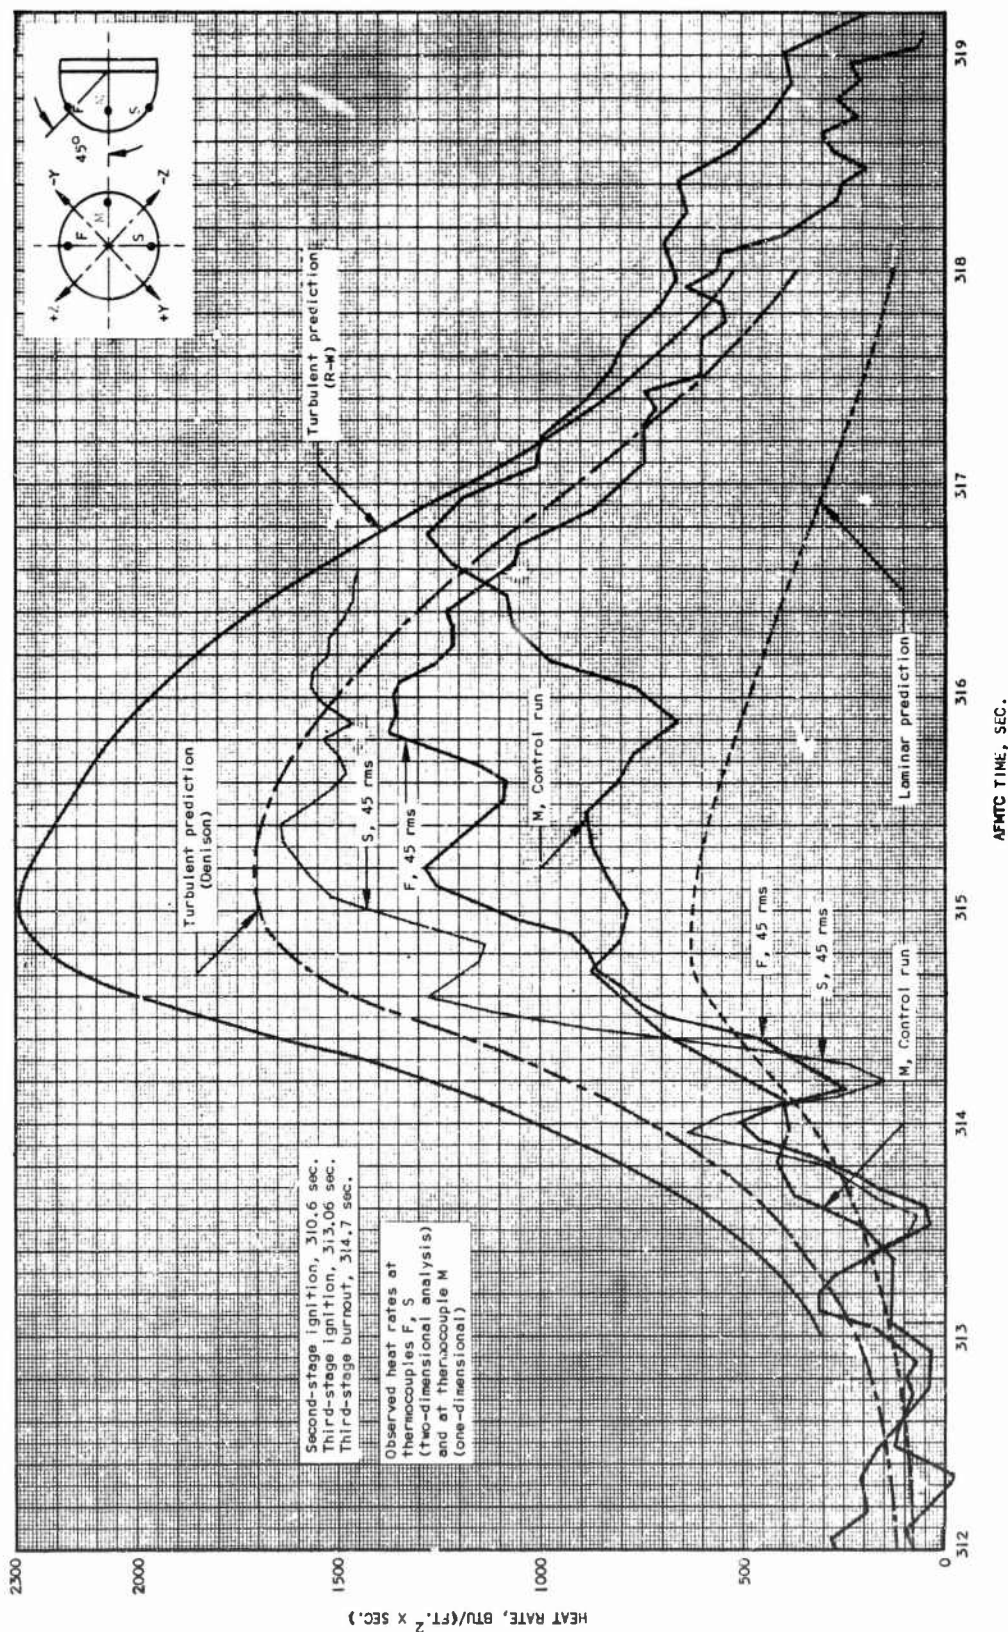 2300
2000
1500
1000
500
0
HEAT RATE, BTU/(FT.² X SEC.)
312
313
314
315
316
317
318
319
AFMTC TIME, SEC.
Second-stage ignition, 310.6 sec.
Third-stage ignition, 313.06 sec.
Third-stage burnout, 314.7 sec.
Observed heat rates at
thermocouples F, S
(two-dimensional analysis)
and at thermocouple M
(one-dimensional)
Turbulent prediction
(Denison)
S, 45 rms
F, 45 rms
M, Control run
Turbulent prediction
(R-W)
Laminar prediction
F, 45 rms
S, 45 rms
M, Control run
+Z
-Y
F
M
S
+Y
-Z
45°
F
S